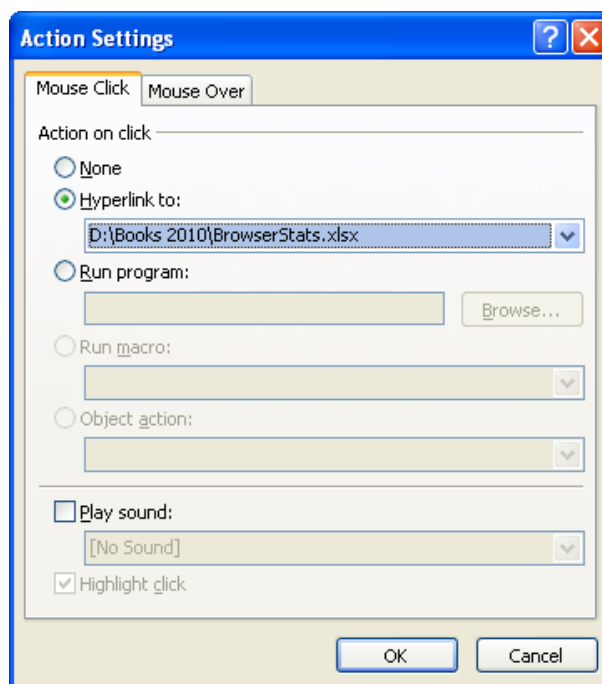 Action Settings
Mouse Click
Mouse Over
Action on click
None
Hyperlink to:
D:\Books 2010\BrowserStats.xlsx
Run program:
Browse...
Run macro:
Object action:
Play sound:
[No Sound]
Highlight click
OK
Cancel